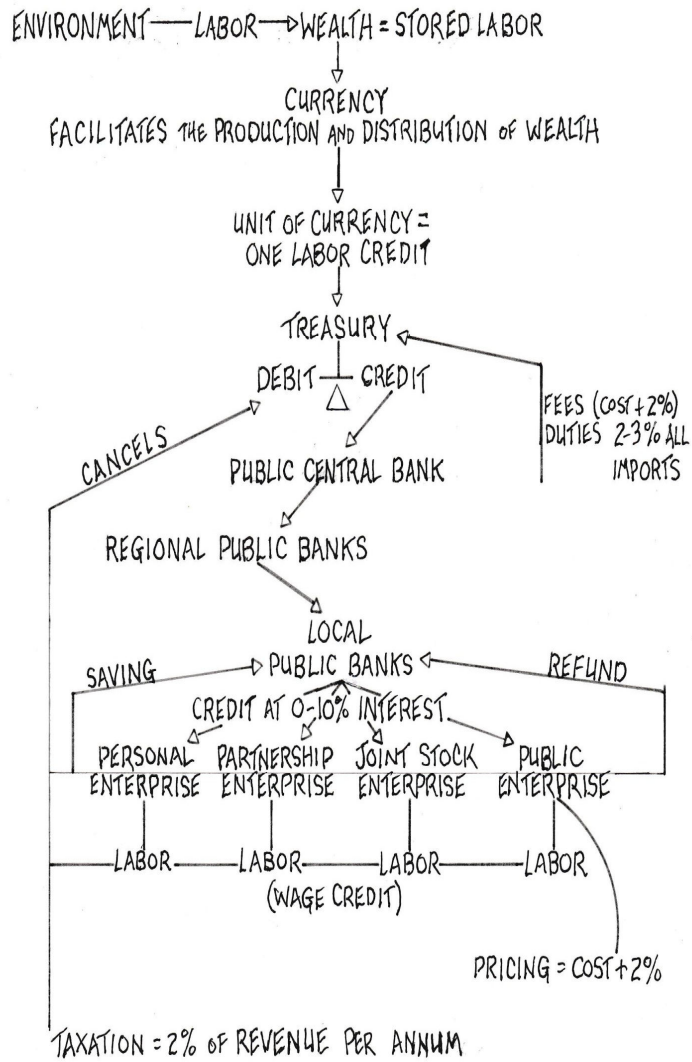 ENVIRONMENT — LABOR → WEALTH = STORED LABOR
CURRENCY
FACILITATES THE PRODUCTION AND DISTRIBUTION OF WEALTH
UNIT OF CURRENCY =
ONE LABOR CREDIT
TREASURY
DEBIT CREDIT
FEES (COST + 2%)
DUTIES 2-3% ALL
IMPORTS
CANCELS
PUBLIC CENTRAL BANK
REGIONAL PUBLIC BANKS
LOCAL
PUBLIC BANKS
SAVING
REFUND
CREDIT AT 0-10% INTEREST
PERSONAL
ENTERPRISE
PARTNERSHIP
ENTERPRISE
JOINT STOCK
ENTERPRISE
PUBLIC
ENTERPRISE
LABOR — LABOR — LABOR — LABOR
(WAGE CREDIT)
PRICING = COST + 2%
TAXATION = 2% OF REVENUE PER ANNUM